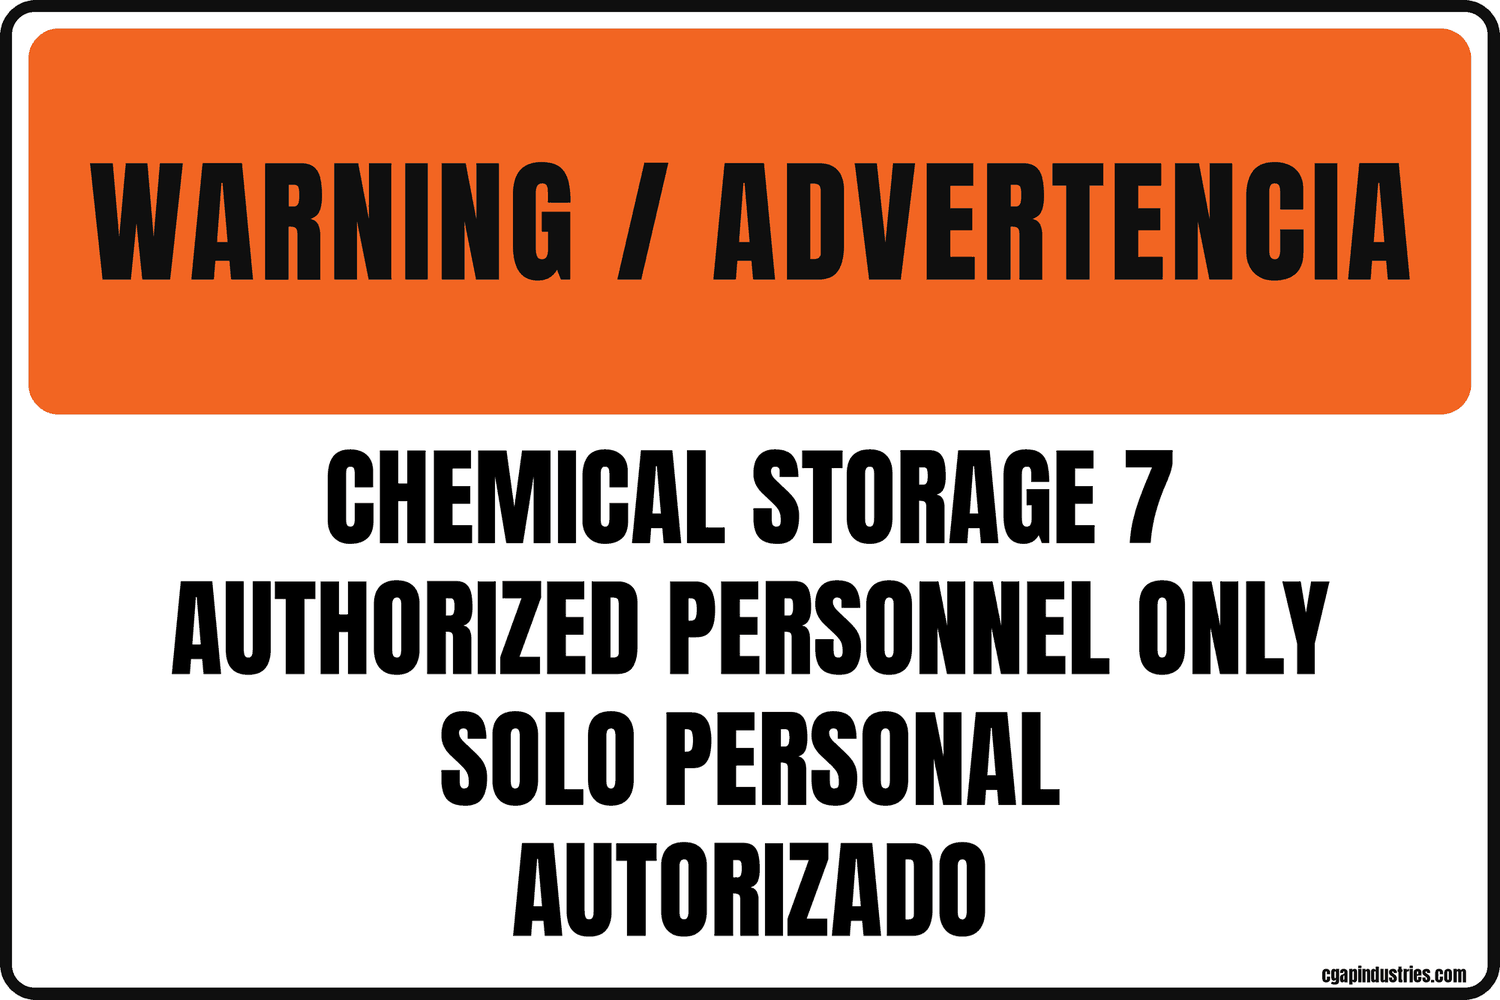 WARNING / ADVERTENCIA
CHEMICAL STORAGE 7
AUTHORIZED PERSONNEL ONLY
SOLO PERSONAL
AUTORIZADO
cgapindustries.com